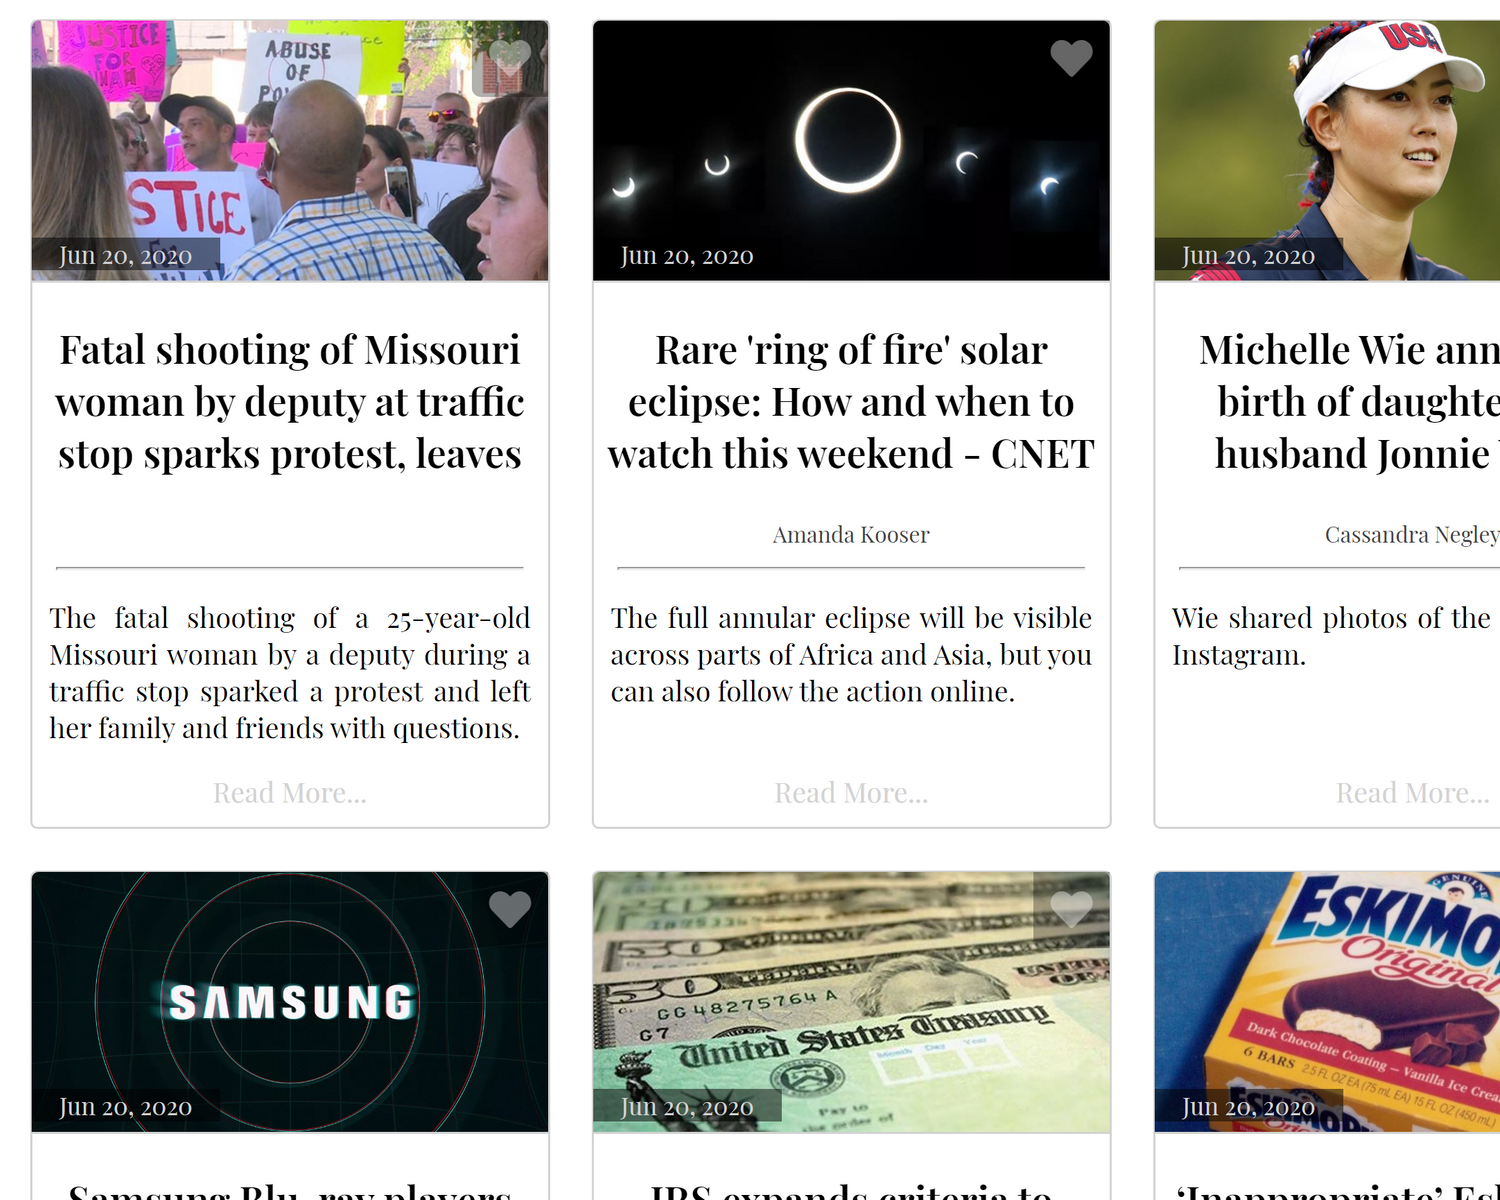 JUSTICE
FOR
ABUSE
OF
STICE
Jun 20, 2020
Fatal shooting of Missouri
woman by deputy at traffic
stop sparks protest, leaves
The fatal shooting of a 25-year-old
Missouri woman by a deputy during a
traffic stop sparked a protest and left
her family and friends with questions.
Read More...
Jun 20, 2020
Rare 'ring of fire' solar
eclipse: How and when to
watch this weekend - CNET
Amanda Kooser
The full annular eclipse will be visible
across parts of Africa and Asia, but you
can also follow the action online.
Read More...
USA
Jun 20, 2020
Michelle Wie ann
birth of daughte
husband Jonnie
Cassandra Negley
Wie shared photos of the
Instagram.
Read More...
SAMSUNG
Jun 20, 2020
Samsung Blu-ray players
50
50
GG48275764A
G7
United States Treasury
Month Day Year
Pay to
the order of
Jun 20, 2020
IRS expands criteria to
GENUINE
ESKIMO
Original
Dark Chocolate Coating – Vanilla Ice Crea
6 BARS 2.5 FL OZ EA (75 mL EA) 15 FL OZ (450 mL)
Jun 20, 2020
'Inappropriate' Esk